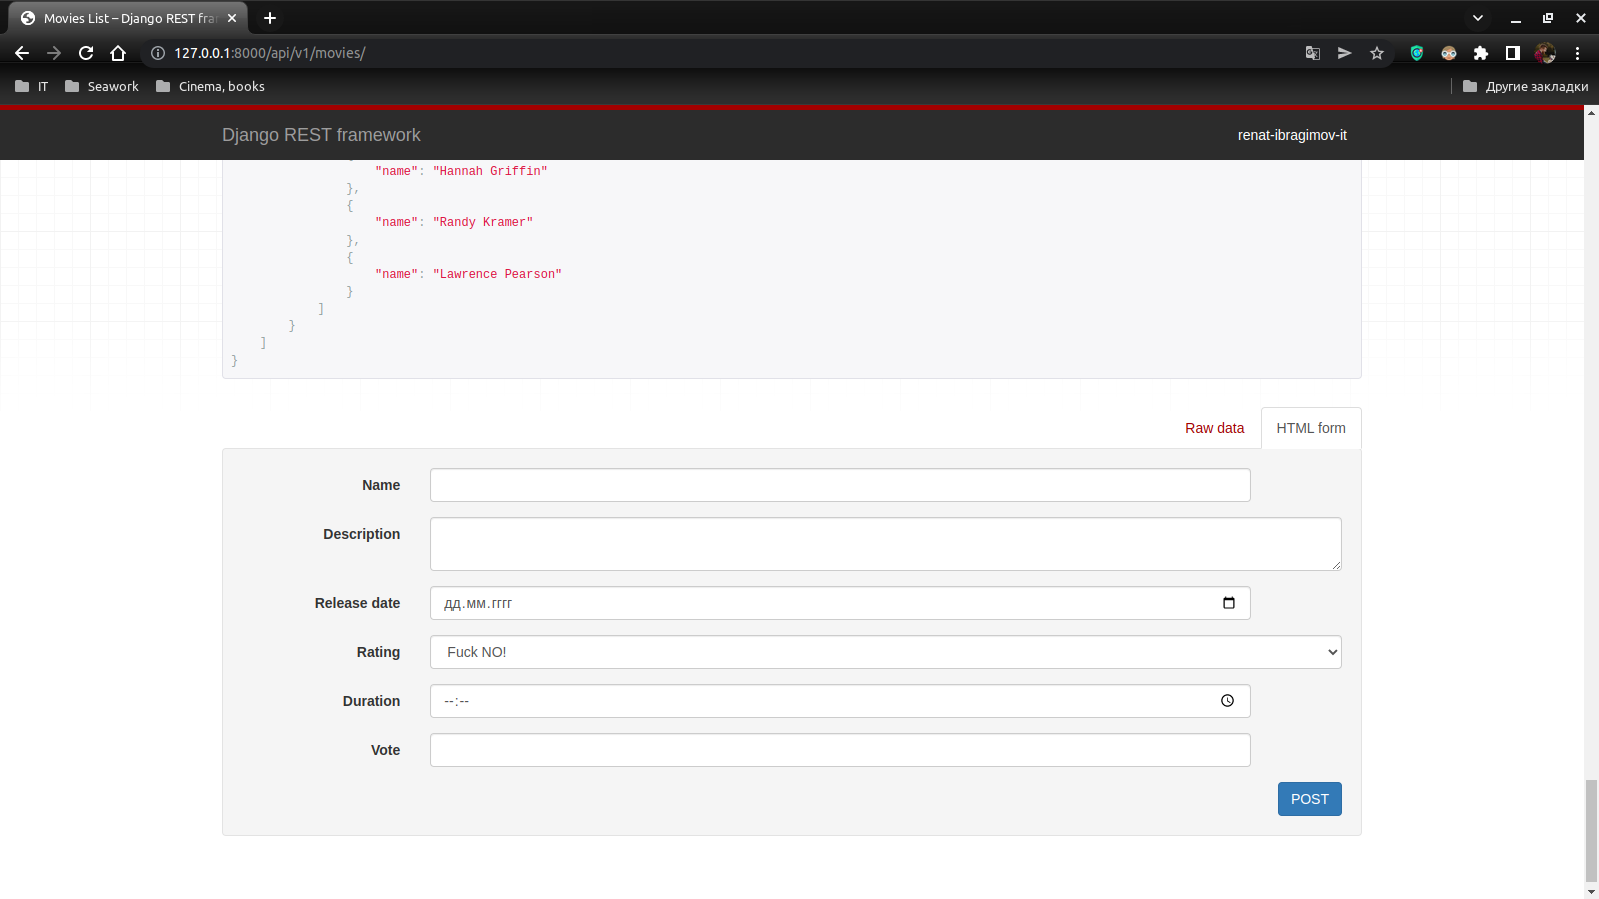 Movies List – Django REST fra
127.0.0.1:8000/api/v1/movies/
IT
Seawork
Cinema, books
Другие закладки
Django REST framework
renat-ibragimov-it
"name": "Hannah Griffin"
},
{
"name": "Randy Kramer"
},
{
"name": "Lawrence Pearson"
}
]
}
]
}
Raw data
HTML form
Name
Description
Release date
дд.мм.гггг
Rating
Fuck NO!
Duration
--:--
Vote
POST